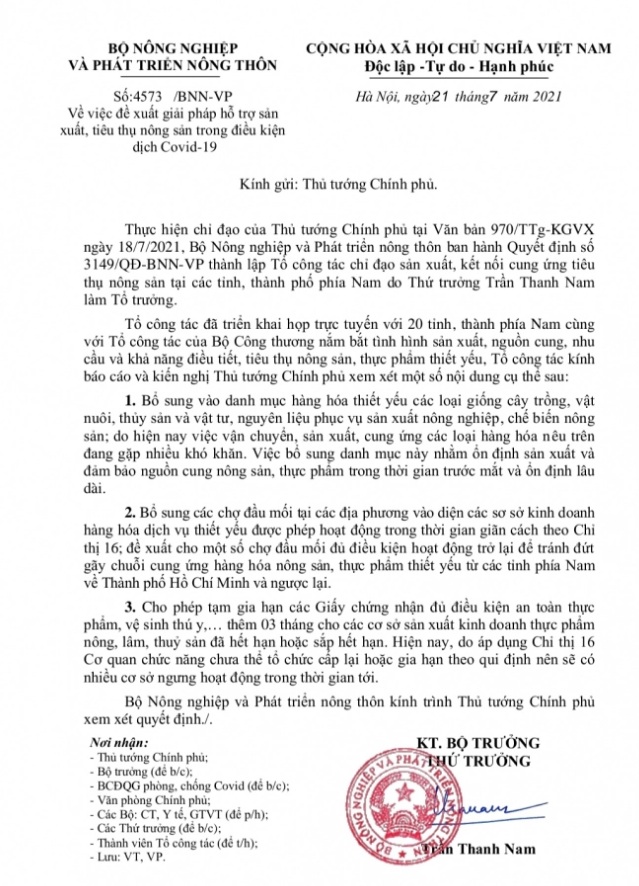 BỘ NÔNG NGHIỆP
VÀ PHÁT TRIỂN NÔNG THÔN
CỘNG HÒA XÃ HỘI CHỦ NGHĨA VIỆT NAM
Độc lập -Tự do - Hạnh phúc
Số:4573 /BNN-VP
Về việc đề xuất giải pháp hỗ trợ sản
xuất, tiêu thụ nông sản trong điều kiện
dịch Covid-19
Hà Nội, ngày21 tháng7 năm 2021
Kính gửi: Thủ tướng Chính phủ.
Thực hiện chỉ đạo của Thủ tướng Chính phủ tại Văn bản 970/TTg-KGVX
ngày 18/7/2021, Bộ Nông nghiệp và Phát triển nông thôn ban hành Quyết định số
3149/QĐ-BNN-VP thành lập Tổ công tác chỉ đạo sản xuất, kết nối cung ứng tiêu
thụ nông sản tại các tỉnh, thành phố phía Nam do Thứ trưởng Trần Thanh Nam
làm Tổ trưởng.
Tổ công tác đã triển khai họp trực tuyến với 20 tỉnh, thành phía Nam cùng
với Tổ công tác của Bộ Công thương nắm bắt tình hình sản xuất, nguồn cung, nhu
cầu và khả năng điều tiết, tiêu thụ nông sản, thực phẩm thiết yếu, Tổ công tác kính
báo cáo và kiến nghị Thủ tướng Chính phủ xem xét một số nội dung cụ thể sau:
1. Bổ sung vào danh mục hàng hóa thiết yếu các loại giống cây trồng, vật
nuôi, thủy sản và vật tư, nguyên liệu phục vụ sản xuất nông nghiệp, chế biến nông
sản; do hiện nay việc vận chuyển, sản xuất, cung ứng các loại hàng hóa nêu trên
đang gặp nhiều khó khăn. Việc bổ sung danh mục này nhằm ổn định sản xuất và
đảm bảo nguồn cung nông sản, thực phẩm trong thời gian trước mắt và ổn định lâu
dài.
2. Bổ sung các chợ đầu mối tại các địa phương vào diện các sơ sở kinh doanh
hàng hóa dịch vụ thiết yếu được phép hoạt động trong thời gian giãn cách theo Chỉ
thị 16; đề xuất cho một số chợ đầu mối đủ điều kiện hoạt động trở lại để tránh đứt
gãy chuỗi cung ứng hàng hóa nông sản, thực phẩm thiết yếu từ các tỉnh phía Nam
về Thành phố Hồ Chí Minh và ngược lại.
3. Cho phép tạm gia hạn các Giấy chứng nhận đủ điều kiện an toàn thực
phẩm, vệ sinh thú y,… thêm 03 tháng cho các cơ sở sản xuất kinh doanh thực phẩm
nông, lâm, thuỷ sản đã hết hạn hoặc sắp hết hạn. Hiện nay, do áp dụng Chỉ thị 16
Cơ quan chức năng chưa thể tổ chức cấp lại hoặc gia hạn theo qui định nên sẽ có
nhiều cơ sở ngưng hoạt động trong thời gian tới.
Bộ Nông nghiệp và Phát triển nông thôn kính trình Thủ tướng Chính phủ
xem xét quyết định./.
Nơi nhận:
- Thủ tướng Chính phủ;
- Bộ trưởng (để b/c);
- BCĐQG phòng, chống Covid (để b/c);
- Văn phòng Chính phủ;
- Các Bộ: CT, Y tế, GTVT (để p/h);
- Các Thứ trưởng (để b/c);
- Thành viên Tổ công tác (để t/h);
- Lưu: VT, VP.
KT. BỘ TRƯỞNG
THỨ TRƯỞNG
BỘ NÔNG NGHIỆP VÀ PHÁT TRIỂN NÔNG THÔN
Trần Thanh Nam